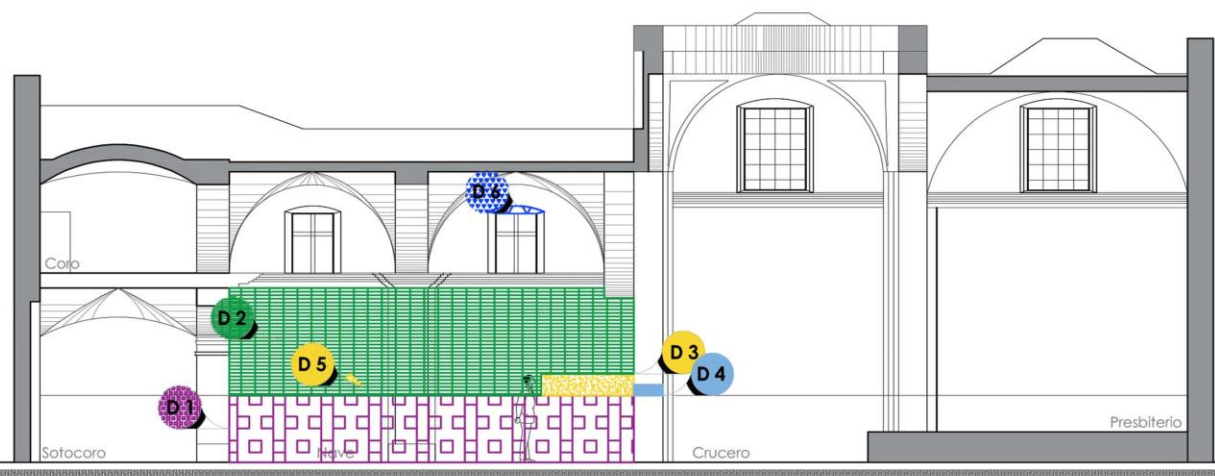 D 6
Coro
D 2
D 5
D 3
D 4
D 1
Presbiterio
Sotocoro
Nave
Crucero